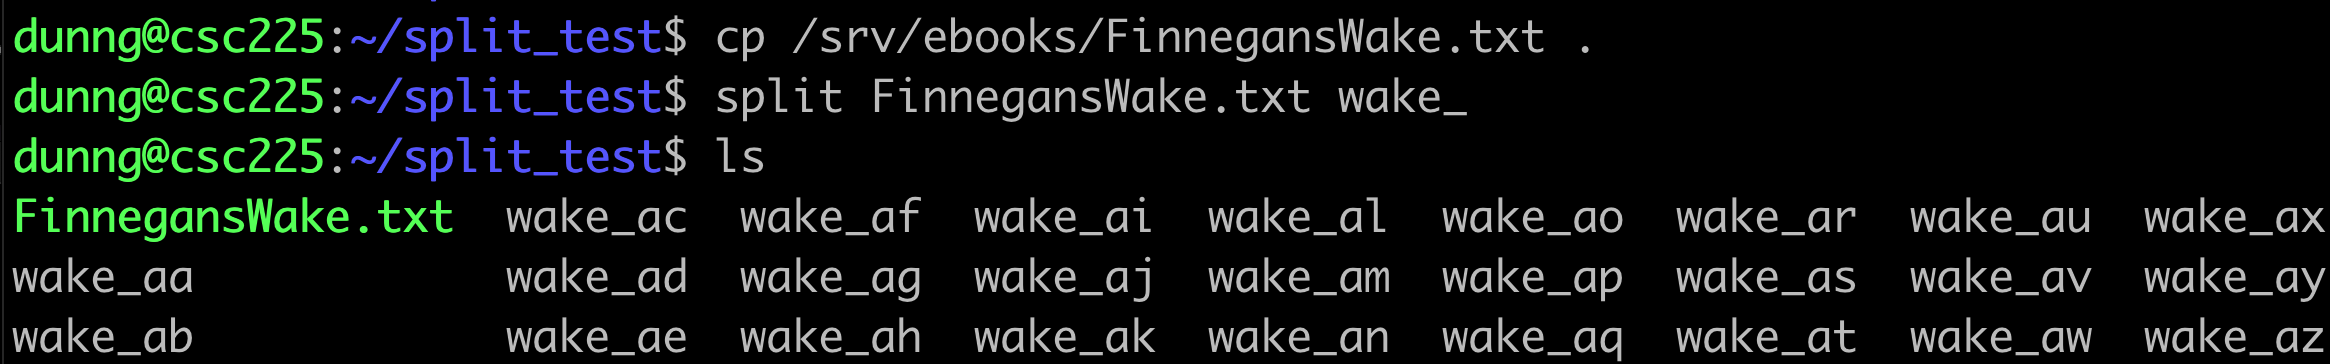 dunng@csc225:~/split_test$ cp /srv/ebooks/FinnegansWake.txt .
dunng@csc225:~/split_test$ split FinnegansWake.txt wake_
dunng@csc225:~/split_test$ ls
FinnegansWake.txt  wake_ac  wake_af  wake_ai  wake_al  wake_ao  wake_ar  wake_au  wake_ax
wake_aa            wake_ad  wake_ag  wake_aj  wake_am  wake_ap  wake_as  wake_av  wake_ay
wake_ab            wake_ae  wake_ah  wake_ak  wake_an  wake_aq  wake_at  wake_aw  wake_az